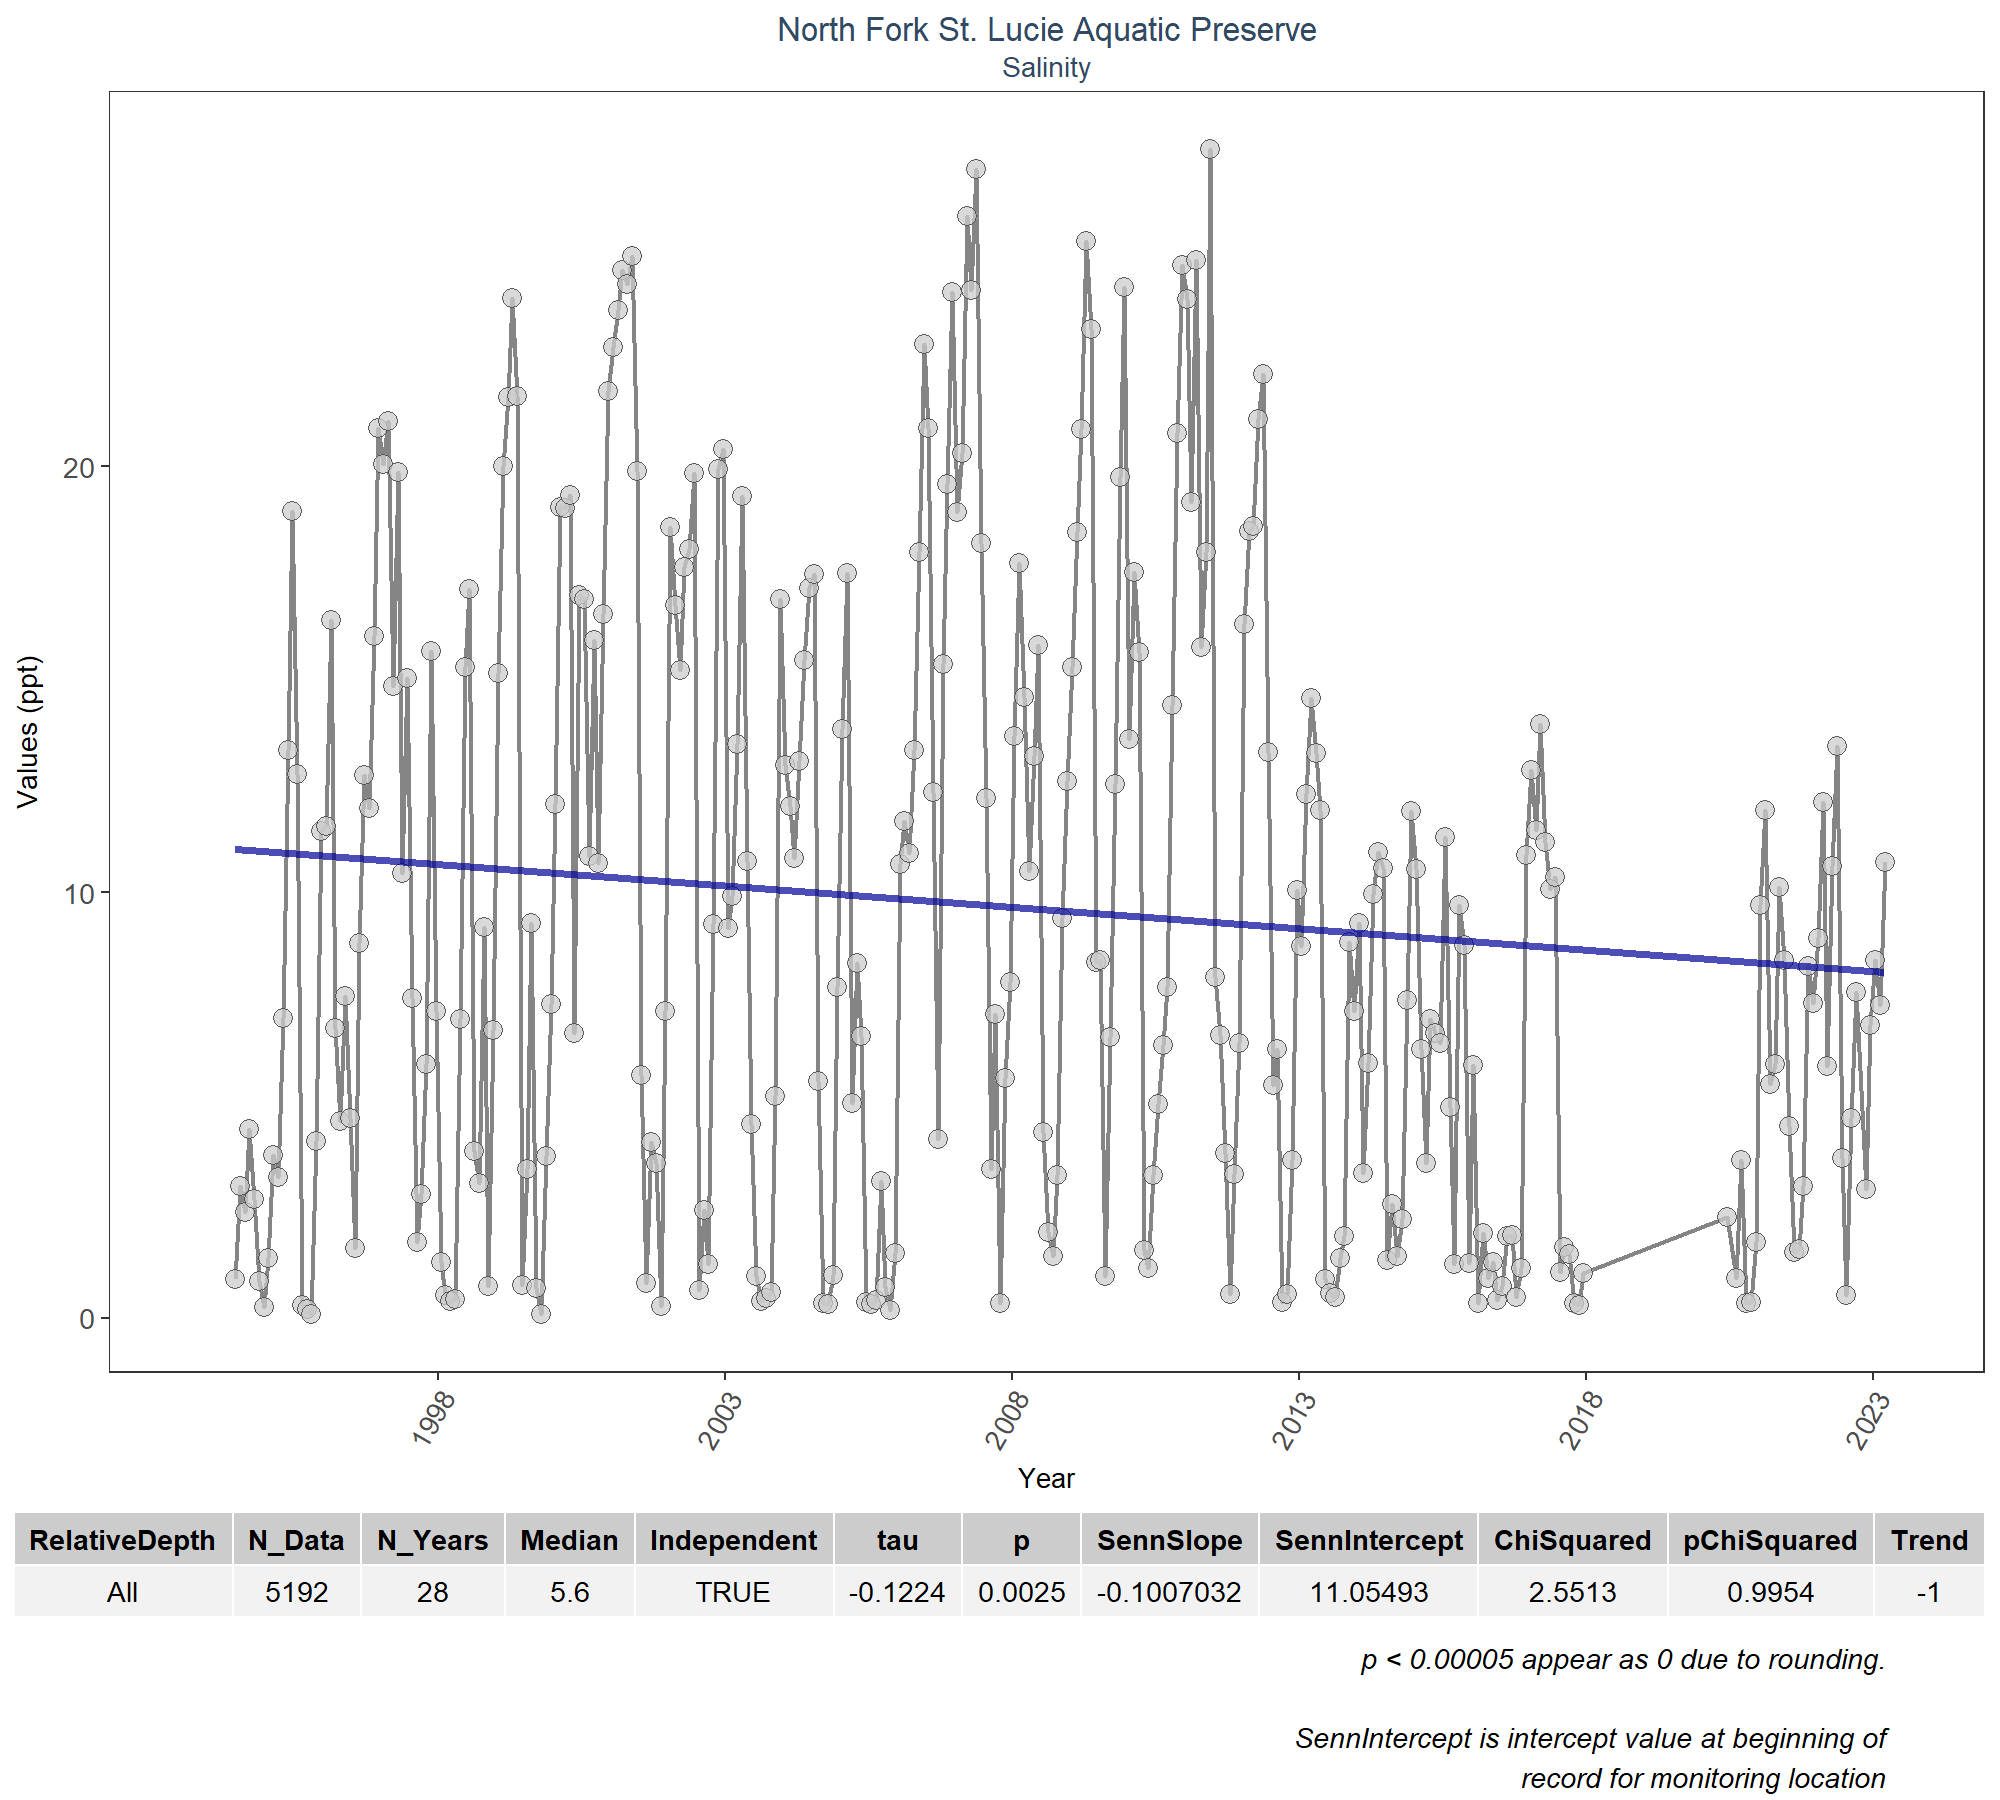 North Fork St. Lucie Aquatic Preserve
Salinity
Values (ppt)
20
10
0
1998 2003 2008 2013 2018 2023
Year
RelativeDepth N_Data N_Years Median Independent tau p SennSlope SennIntercept ChiSquared pChiSquared Trend
All 5192 28 5.6 TRUE -0.1224 0.0025 -0.1007032 11.05493 2.5513 0.9954 -1
p < 0.00005 appear as 0 due to rounding.
SennIntercept is intercept value at beginning of
record for monitoring location